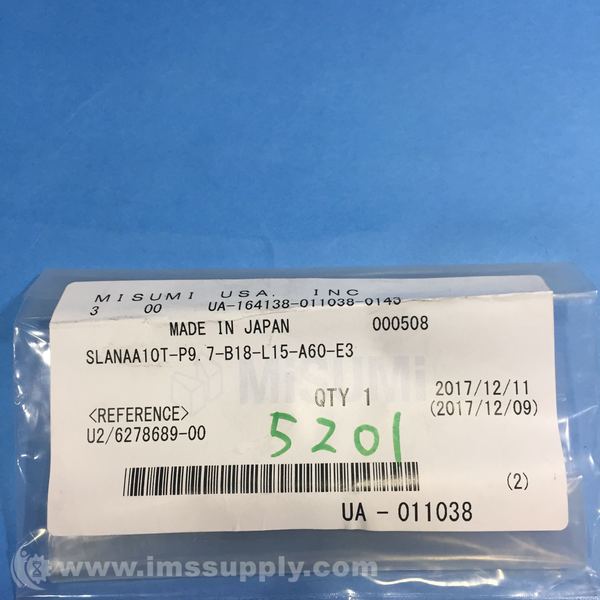 MISUMI USA. INC
3 00 UA-164138-011038-0145
MADE IN JAPAN 000508
SLANAA10T-P9.7-B18-L15-A60-E3
MiSUMi
QTY 1 2017/12/11
<REFERENCE> (2017/12/09)
U2/6278689-00 5201
(2)
UA - 011038
www.imssupply.com